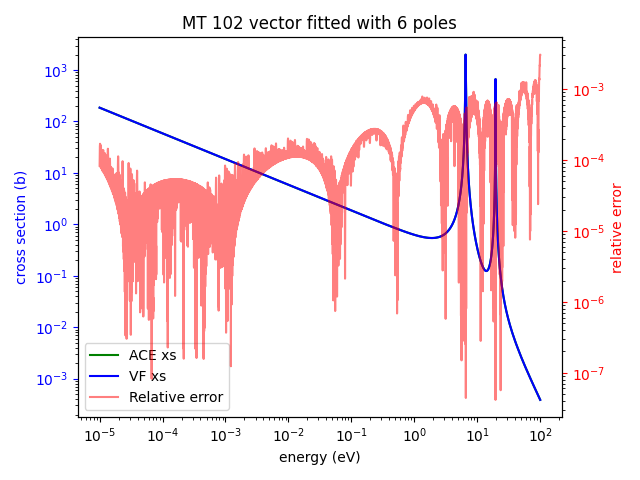 MT 102 vector fitted with 6 poles
10³
10²
10¹
10⁰
10⁻¹
10⁻²
10⁻³
cross section (b)
10⁻³
10⁻⁴
10⁻⁵
10⁻⁶
10⁻⁷
relative error
ACE xs
VF xs
Relative error
10⁻⁵ 10⁻⁴ 10⁻³ 10⁻² 10⁻¹ 10⁰ 10¹ 10²
energy (eV)